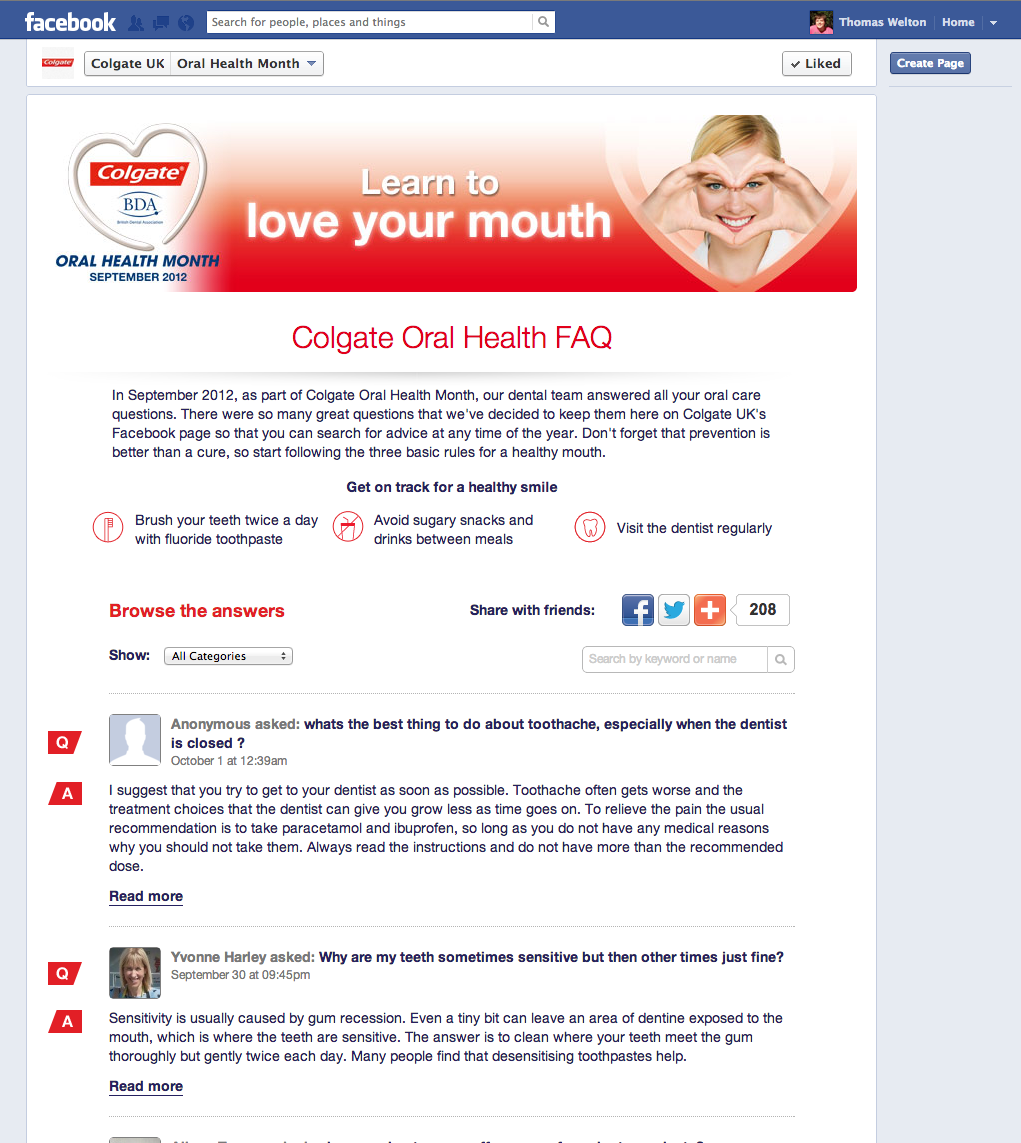 facebook
Search for people, places and things
Thomas Welton
Home
Colgate
Colgate UK
Oral Health Month
Liked
Create Page
Colgate
BDA
British Dental Association
ORAL HEALTH MONTH
SEPTEMBER 2012
Learn to
love your mouth
Colgate Oral Health FAQ
In September 2012, as part of Colgate Oral Health Month, our dental team answered all your oral care
questions. There were so many great questions that we've decided to keep them here on Colgate UK's
Facebook page so that you can search for advice at any time of the year. Don't forget that prevention is
better than a cure, so start following the three basic rules for a healthy mouth.
Get on track for a healthy smile
Brush your teeth twice a day
with fluoride toothpaste
Avoid sugary snacks and
drinks between meals
Visit the dentist regularly
Browse the answers
Share with friends:
208
Show:
All Categories
Search by keyword or name
Q
Anonymous asked: whats the best thing to do about toothache, especially when the dentist
is closed ?
October 1 at 12:39am
A
I suggest that you try to get to your dentist as soon as possible. Toothache often gets worse and the
treatment choices that the dentist can give you grow less as time goes on. To relieve the pain the usual
recommendation is to take paracetamol and ibuprofen, so long as you do not have any medical reasons
why you should not take them. Always read the instructions and do not have more than the recommended
dose.
Read more
Q
Yvonne Harley asked: Why are my teeth sometimes sensitive but then other times just fine?
September 30 at 09:45pm
A
Sensitivity is usually caused by gum recession. Even a tiny bit can leave an area of dentine exposed to the
mouth, which is where the teeth are sensitive. The answer is to clean where your teeth meet the gum
thoroughly but gently twice each day. Many people find that desensitising toothpastes help.
Read more